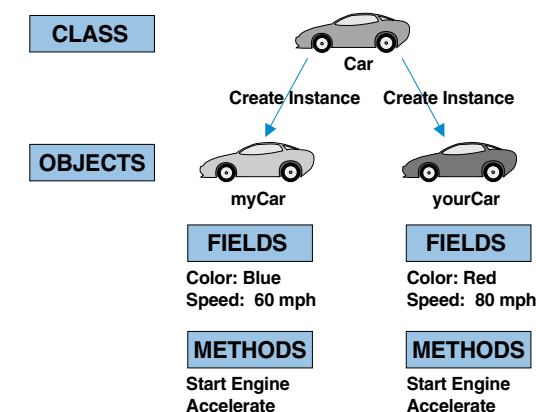 CLASS
Car
Create Instance Create Instance
OBJECTS
myCar yourCar
FIELDS FIELDS
Color: Blue Color: Red
Speed: 60 mph Speed: 80 mph
METHODS METHODS
Start Engine Start Engine
Accelerate Accelerate